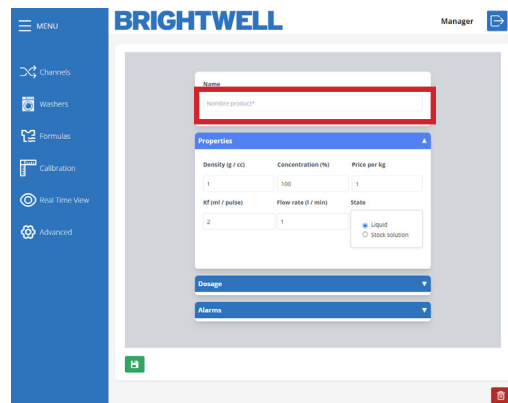 MENU
BRIGHTWELL
Manager
Channels
Washers
Formulas
Calibration
Real Time View
Advanced
Name
Nombre product*
Properties
Density (g / cc) Concentration (%) Price per kg
1 100 1
Kf (ml / pulse) Flow rate (l / min) State
2 1
Liquid
Stock solution
Dosage
Alarms